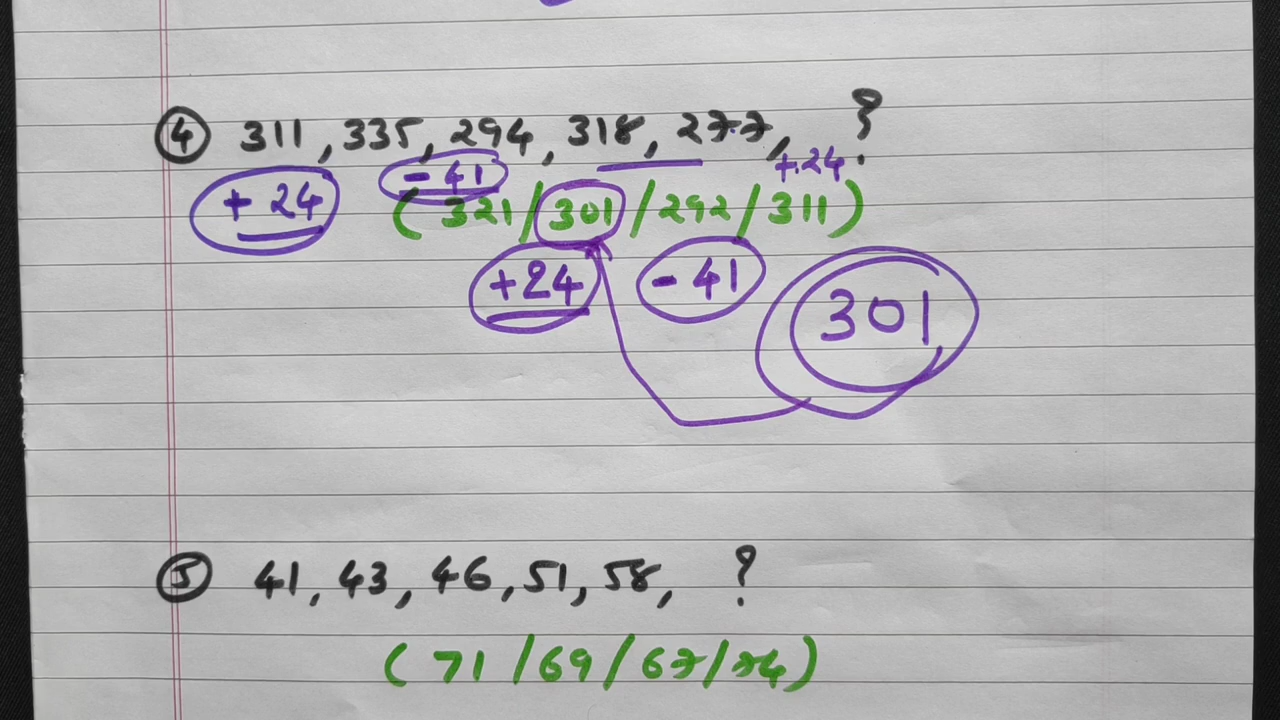 ④ 311, 335, 294, 318, 277, ?
+ 24 - 41 +24
(321/301/292/311)
+24 - 41 301
⑤ 41, 43, 46, 51, 58, ?
(71/69/67/74)